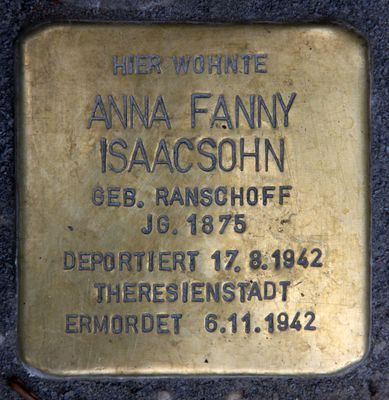 HIER WOHNTE
ANNA FANNY
ISAACSOHN
GEB. RANSCHOFF
JG. 1875
DEPORTIERT 17.8.1942
THERESIENSTADT
ERMORDET 6.11.1942